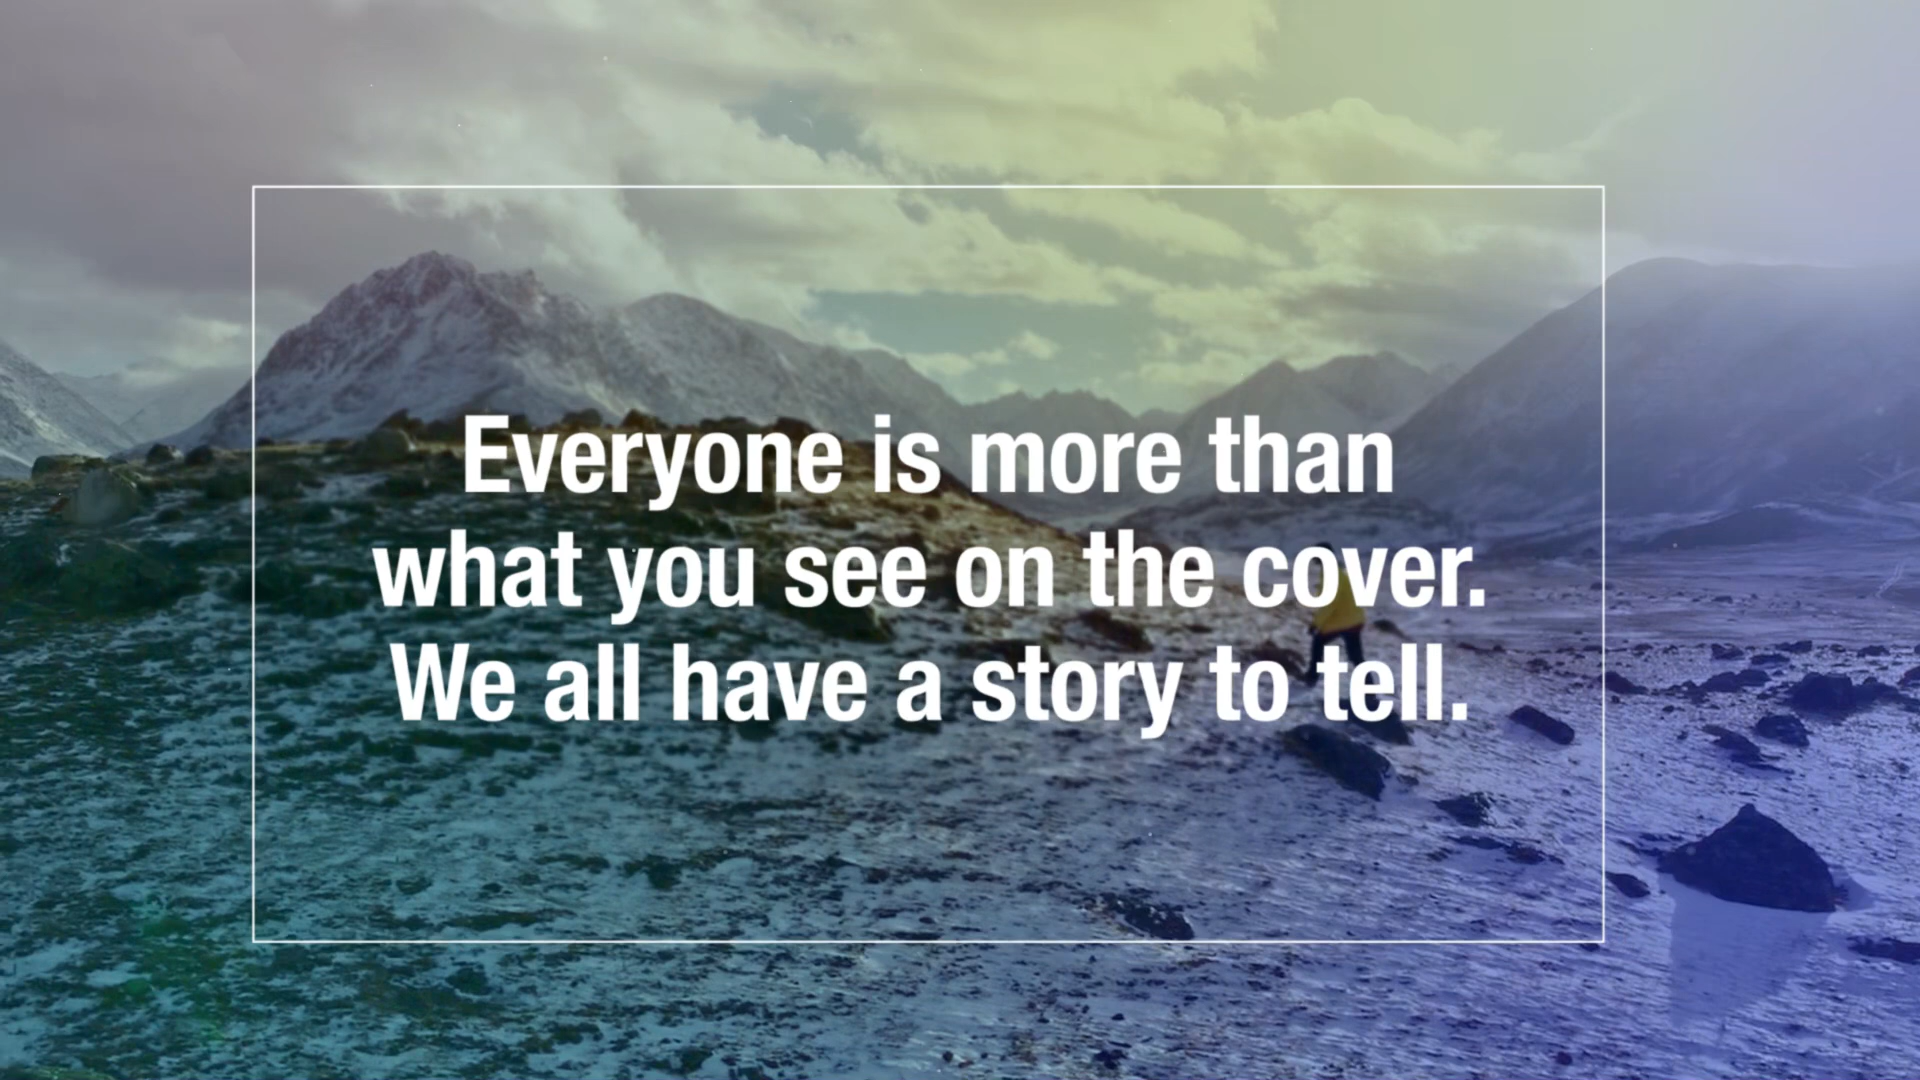 Everyone is more than
what you see on the cover.
We all have a story to tell.